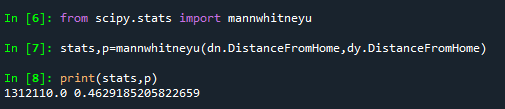 In [6]: from scipy.stats import mannwhitneyu
In [7]: stats,p=mannwhitneyu(dn.DistanceFromHome,dy.DistanceFromHome)
In [8]: print(stats,p)
1312110.0 0.4629185205822659